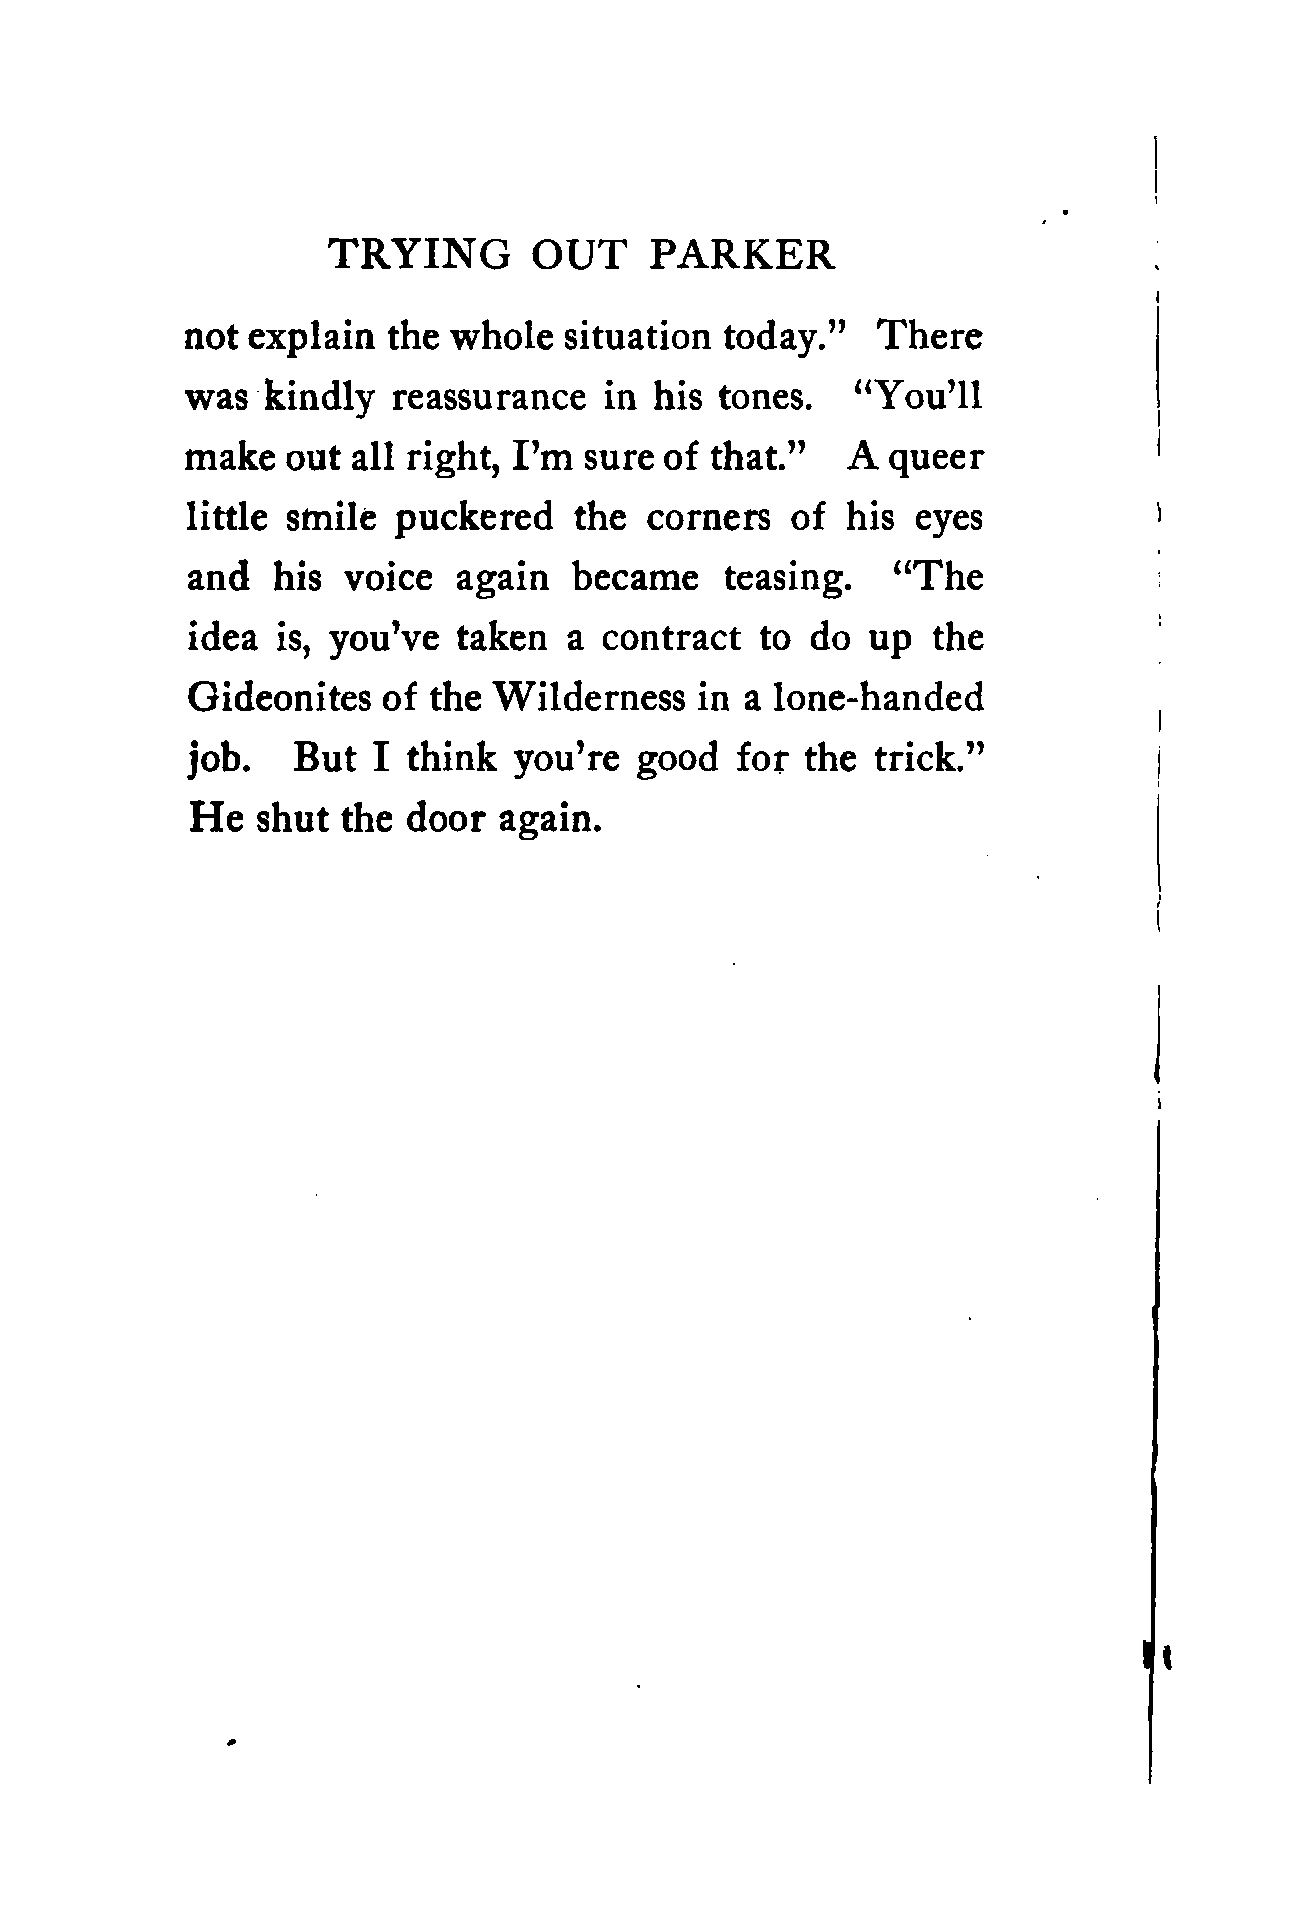 TRYING OUT PARKER
not explain the whole situation today.” There
was kindly reassurance in his tones. “You’ll
make out all right, I’m sure of that.” A queer
little smile puckered the corners of his eyes
and his voice again became teasing. “The
idea is, you’ve taken a contract to do up the
Gideonites of the Wilderness in a lone-handed
job. But I think you’re good for the trick.”
He shut the door again.